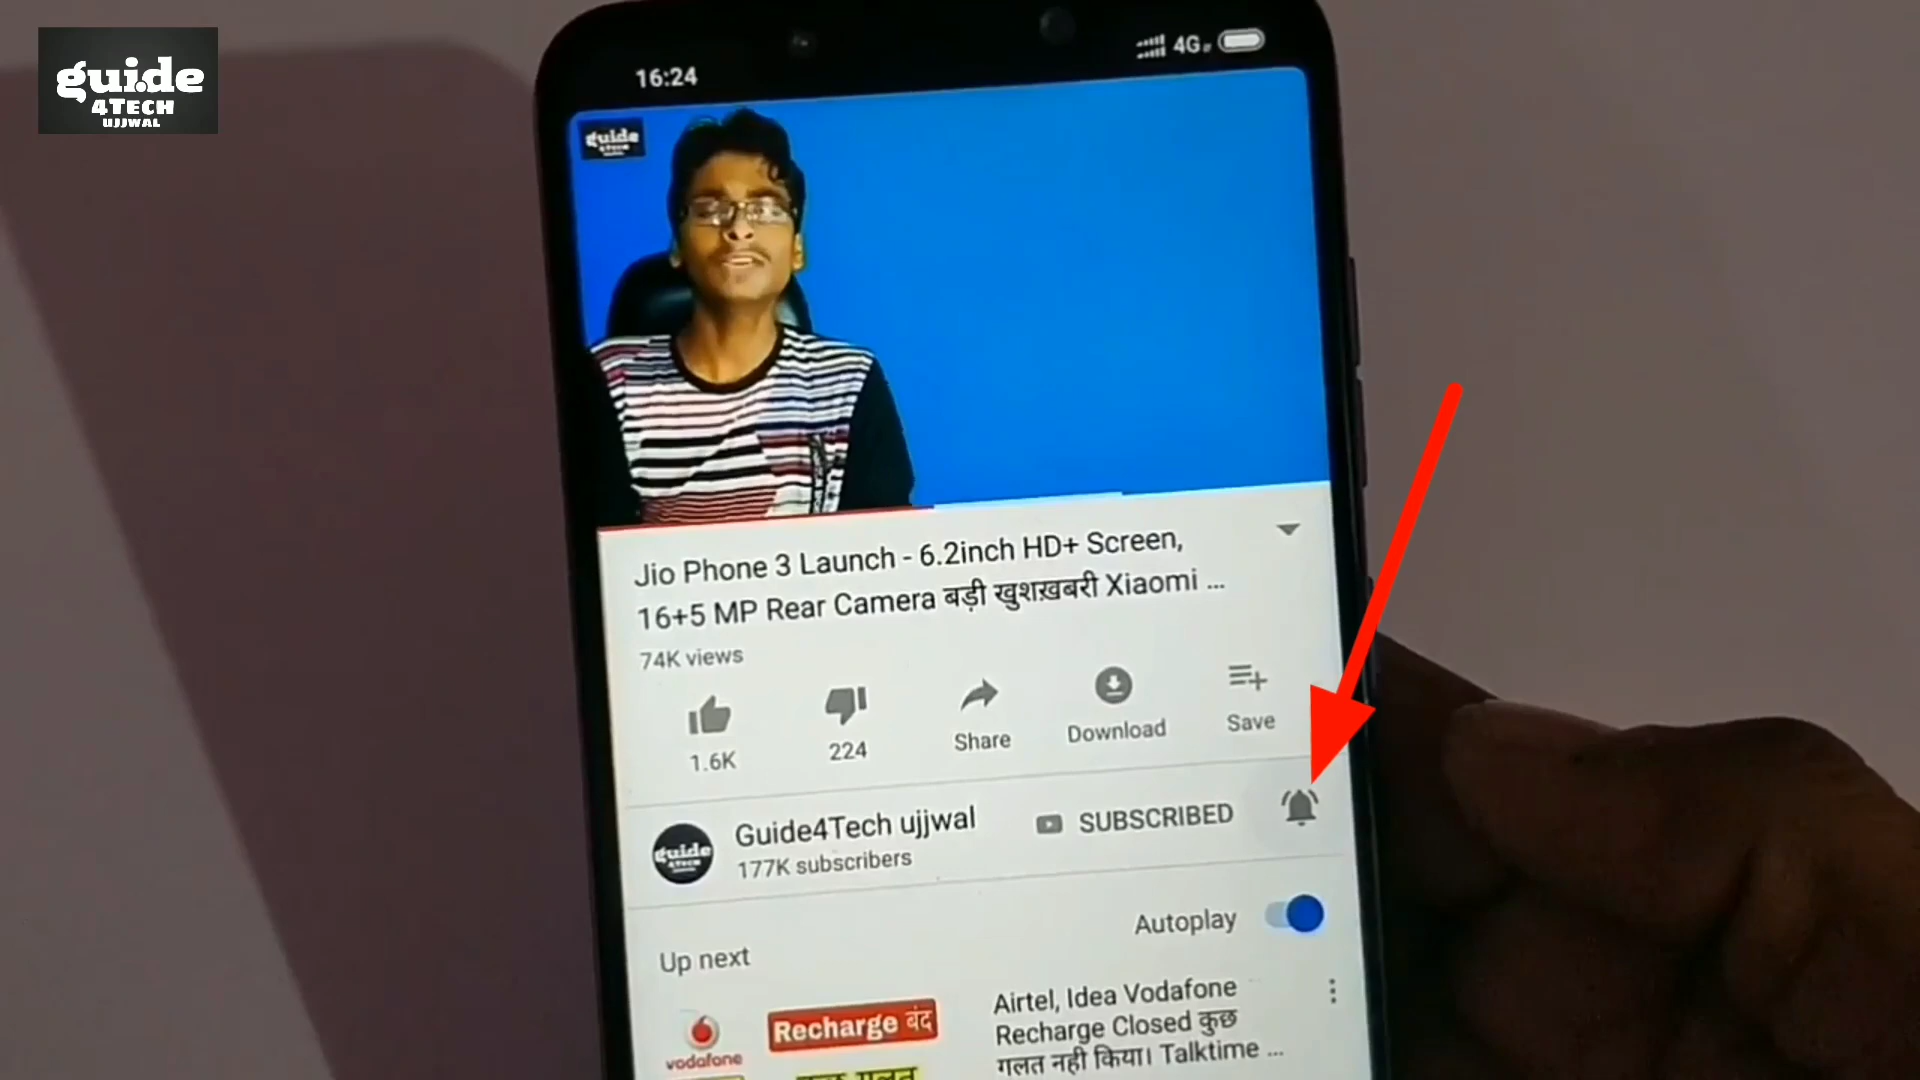 guide
4TECH
UJJWAL
16:24
4G
guide
Jio Phone 3 Launch - 6.2inch HD+ Screen,
16+5 MP Rear Camera बड़ी खुशख़बरी Xiaomi ...
74K views
1.6K
224
Share
Download
Save
Guide4Tech ujjwal
SUBSCRIBED
guide
4TECH
177K subscribers
Autoplay
Up next
vodafone
Recharge बंद
Airtel, Idea Vodafone
Recharge Closed कुछ
गलत नही किया। Talktime ...